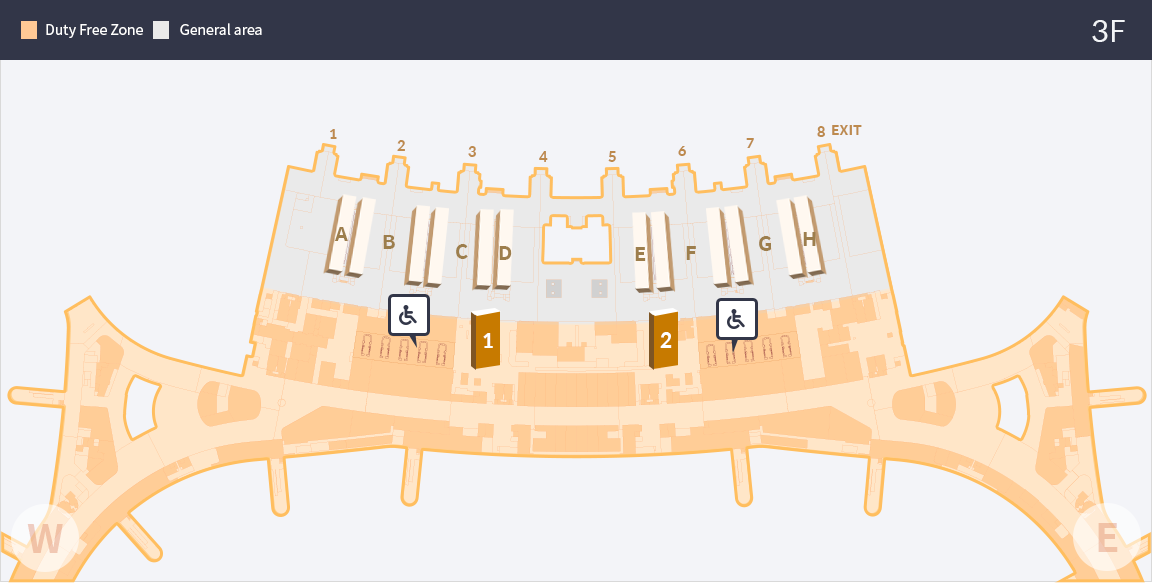 Duty Free Zone General area 3F
1 2 3 4 5 6 7 8 EXIT
A B C D E F G H
1 2
W E